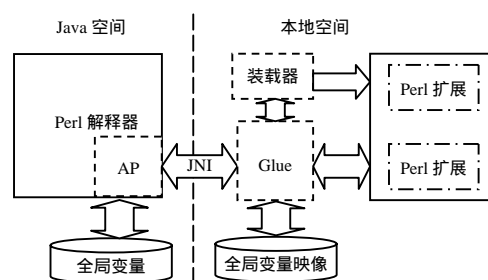 Java 空间
本地空间
装载器
Perl 扩展
Perl 解释器
AP
JNI
Glue
Perl 扩展
全局变量
全局变量映像